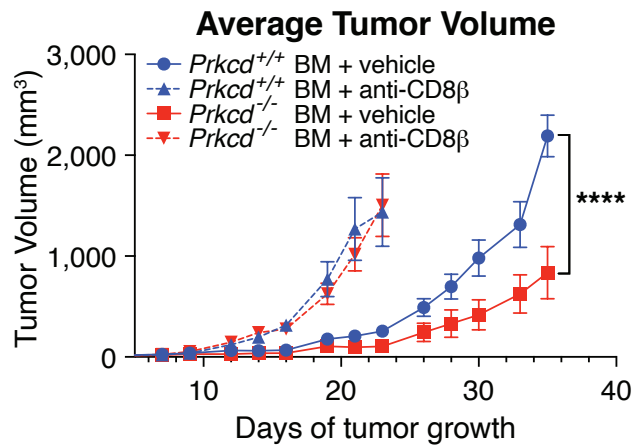 Average Tumor Volume
Tumor Volume (mm³)
3,000
2,000
1,000
0
Prkcd+/+ BM + vehicle
Prkcd+/+ BM + anti-CD8β
Prkcd-/- BM + vehicle
Prkcd-/- BM + anti-CD8β
****
10 20 30 40
Days of tumor growth